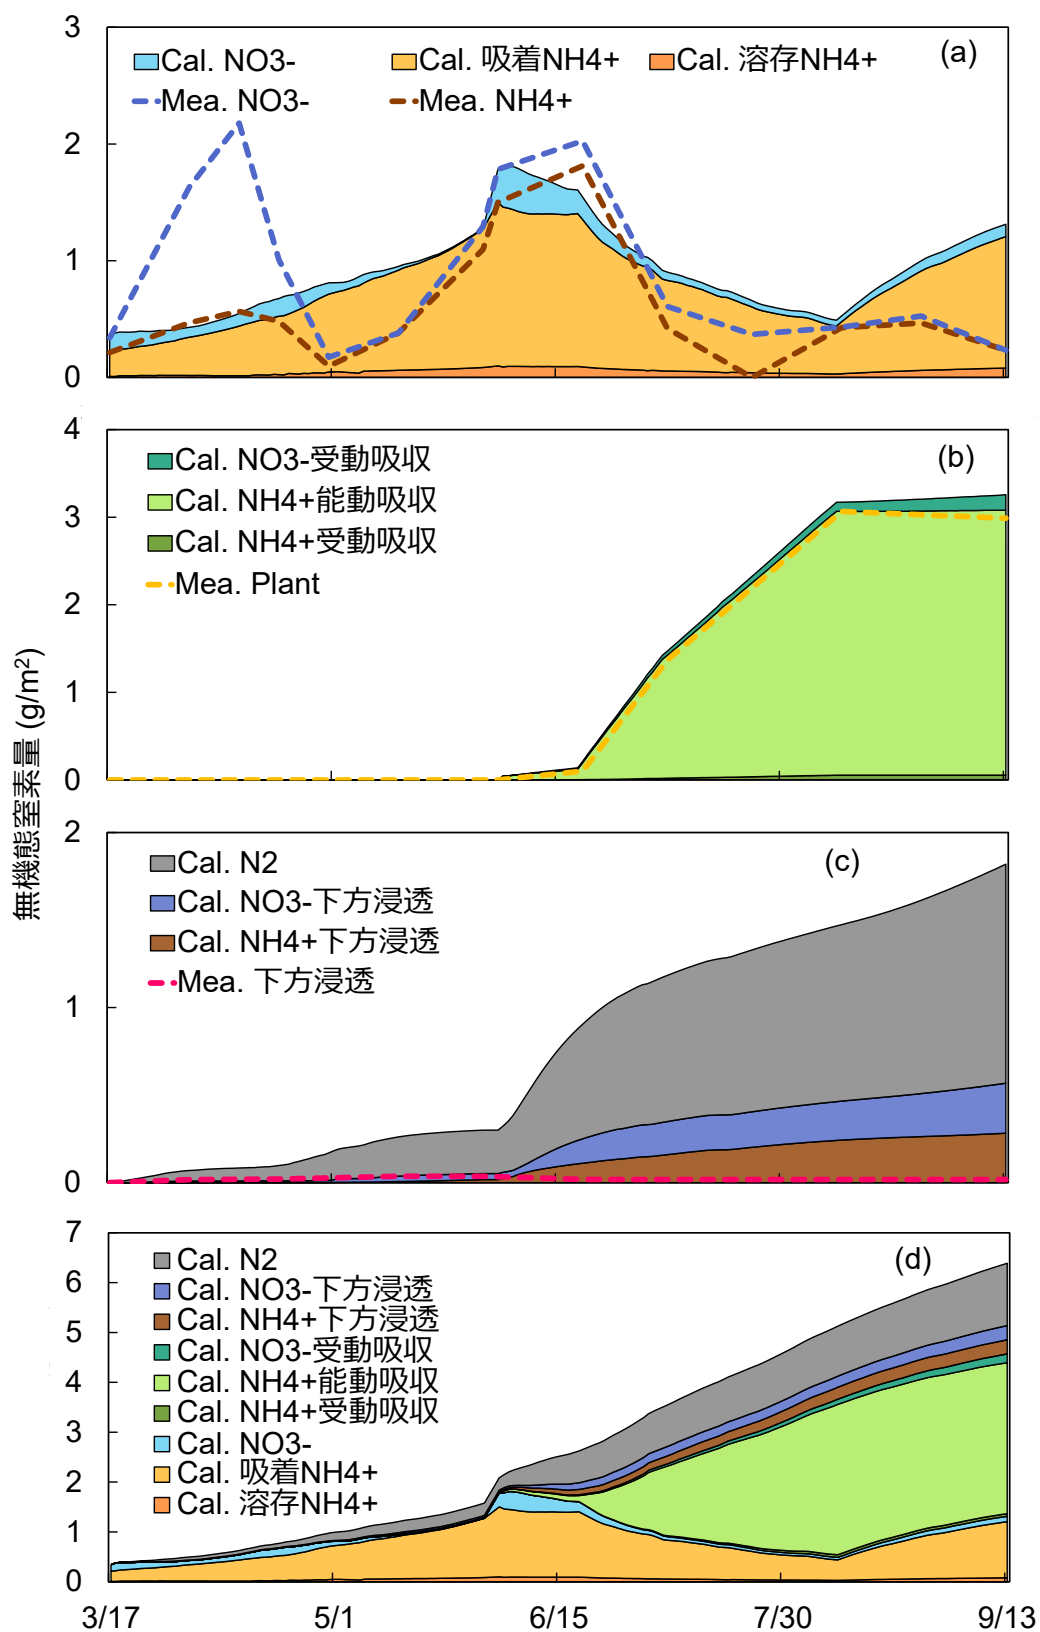 3
Cal. NO3-
Cal. 吸着NH4+
Cal. 溶存NH4+
(a)
Mea. NO3-
Mea. NH4+
2
1
0
4
Cal. NO3-受動吸収
(b)
Cal. NH4+能動吸収
3
Cal. NH4+受動吸収
Mea. Plant
2
1
0
無機態窒素量 (g/m²)
2
Cal. N2
(c)
Cal. NO3-下方浸透
Cal. NH4+下方浸透
Mea. 下方浸透
1
0
7
Cal. N2
(d)
6
Cal. NO3-下方浸透
Cal. NH4+下方浸透
5
Cal. NO3-受動吸収
4
Cal. NH4+能動吸収
Cal. NH4+受動吸収
3
Cal. NO3-
Cal. 吸着NH4+
2
Cal. 溶存NH4+
1
0
3/17
5/1
6/15
7/30
9/13